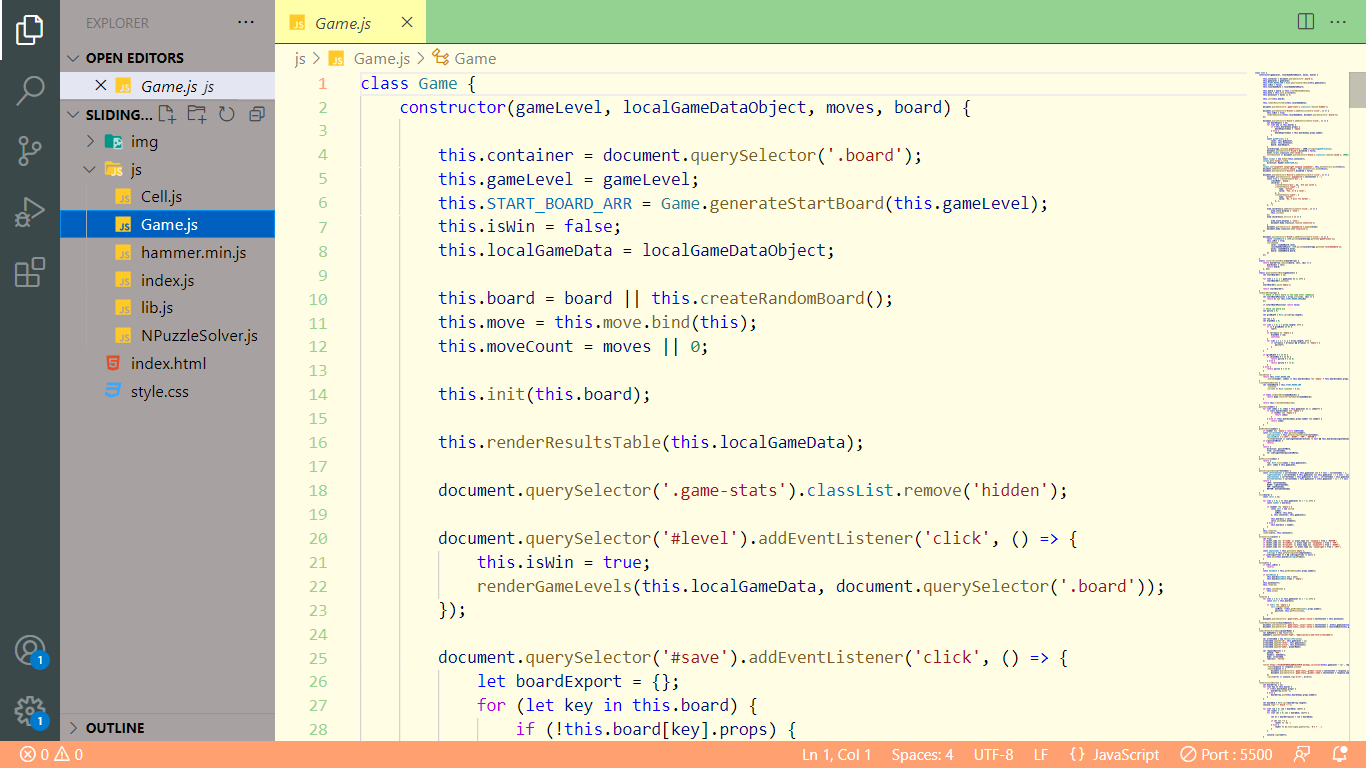 EXPLORER
OPEN EDITORS
Game.js js
SLIDING...
img
js
Cell.js
Game.js
hammer.min.js
index.js
lib.js
NPuzzleSolver.js
index.html
style.css
OUTLINE
1
1
Game.js
js > Game.js > Game
1 class Game {
2 constructor(gameLevel, localGameDataObject, moves, board) {
3
4 this.container = document.querySelector('.board');
5 this.gameLevel = gameLevel;
6 this.START_BOARD_ARR = Game.generateStartBoard(this.gameLevel);
7 this.isWin = false;
8 this.localGameData = localGameDataObject;
9
10 this.board = board || this.createRandomBoard();
11 this.move = this.move.bind(this);
12 this.moveCount = moves || 0;
13
14 this.init(this.board);
15
16 this.renderResultsTable(this.localGameData);
17
18 document.querySelector('.game-stats').classList.remove('hidden');
19
20 document.querySelector('#level').addEventListener('click', () => {
21 this.isWin = true;
22 renderGameLevels(this.localGameData, document.querySelector('.board'));
23 });
24
25 document.querySelector('#save').addEventListener('click', () => {
26 let boardExport = {};
27 for (let key in this.board) {
28 if (!this.board[key].props) {
0 0
Ln 1, Col 1 Spaces: 4 UTF-8 LF {} JavaScript Port : 5500